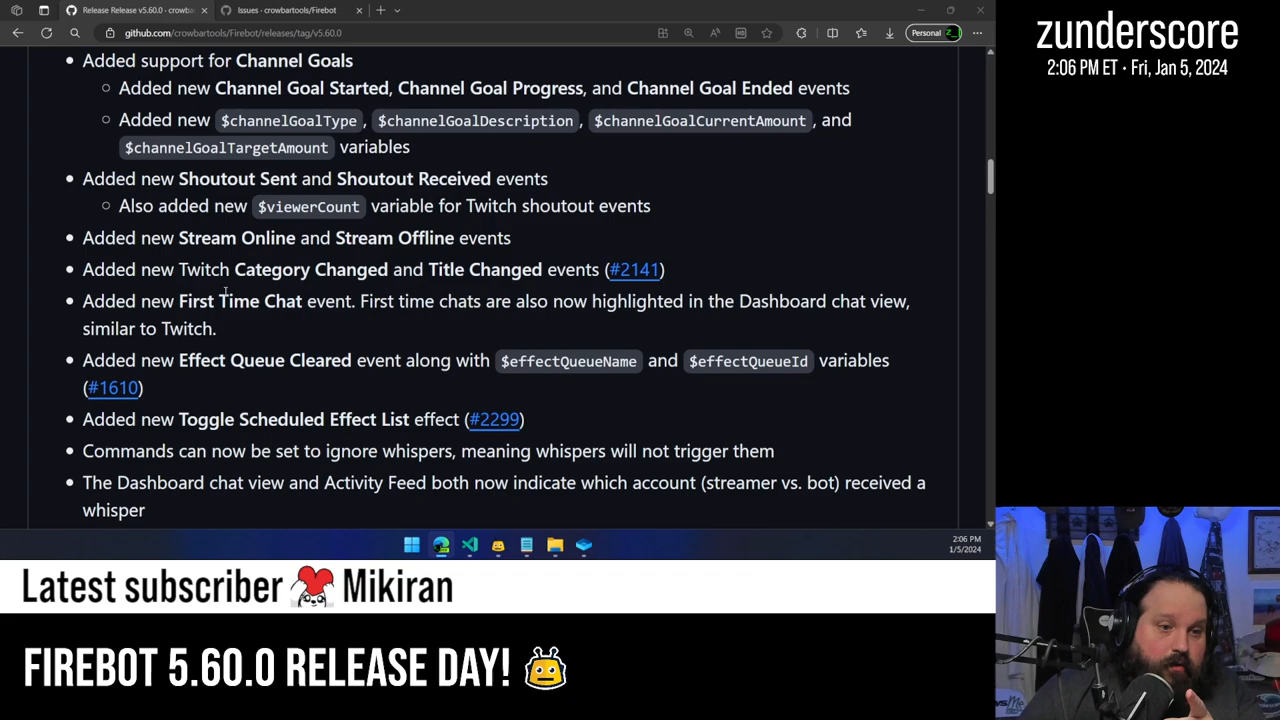 Release Release v5.60.0 · crowb
Issues · crowbartools/Firebot
github.com/crowbartools/Firebot/releases/tag/v5.60.0
Personal
Added support for Channel Goals
Added new Channel Goal Started, Channel Goal Progress, and Channel Goal Ended events
Added new $channelGoalType, $channelGoalDescription, $channelGoalCurrentAmount, and
$channelGoalTargetAmount variables
Added new Shoutout Sent and Shoutout Received events
Also added new $viewerCount variable for Twitch shoutout events
Added new Stream Online and Stream Offline events
Added new Twitch Category Changed and Title Changed events (#2141)
Added new First Time Chat event. First time chats are also now highlighted in the Dashboard chat view,
similar to Twitch.
Added new Effect Queue Cleared event along with $effectQueueName and $effectQueueId variables
(#1610)
Added new Toggle Scheduled Effect List effect (#2299)
Commands can now be set to ignore whispers, meaning whispers will not trigger them
The Dashboard chat view and Activity Feed both now indicate which account (streamer vs. bot) received a
whisper
2:06 PM
1/5/2024
zunderscore
2:06 PM ET • Fri, Jan 5, 2024
Latest subscriber Mikiran
FIREBOT 5.60.0 RELEASE DAY!